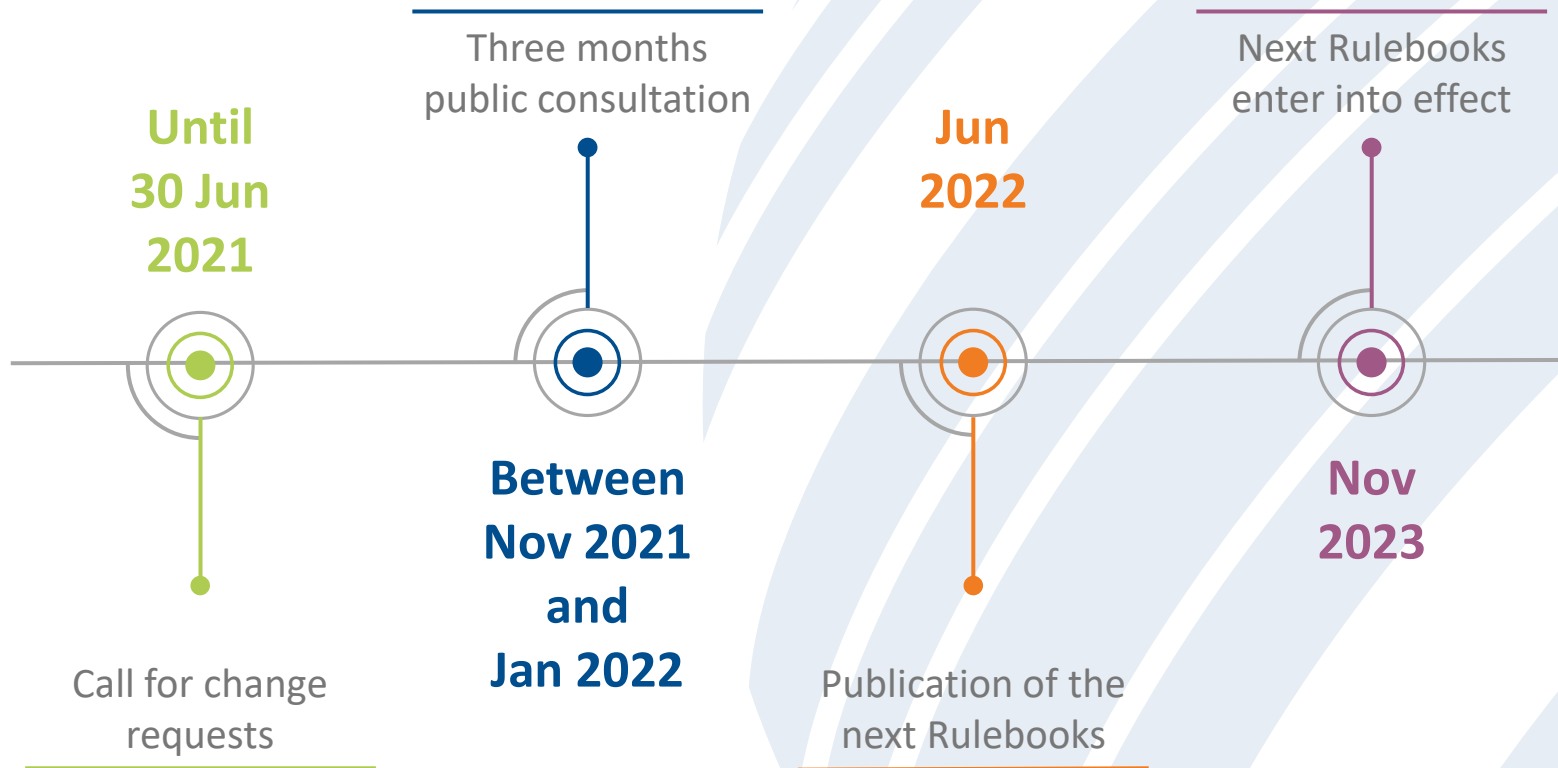 Until
30 Jun
2021
Call for change
requests
Three months
public consultation
Between
Nov 2021
and
Jan 2022
Jun
2022
Publication of the
next Rulebooks
Next Rulebooks
enter into effect
Nov
2023